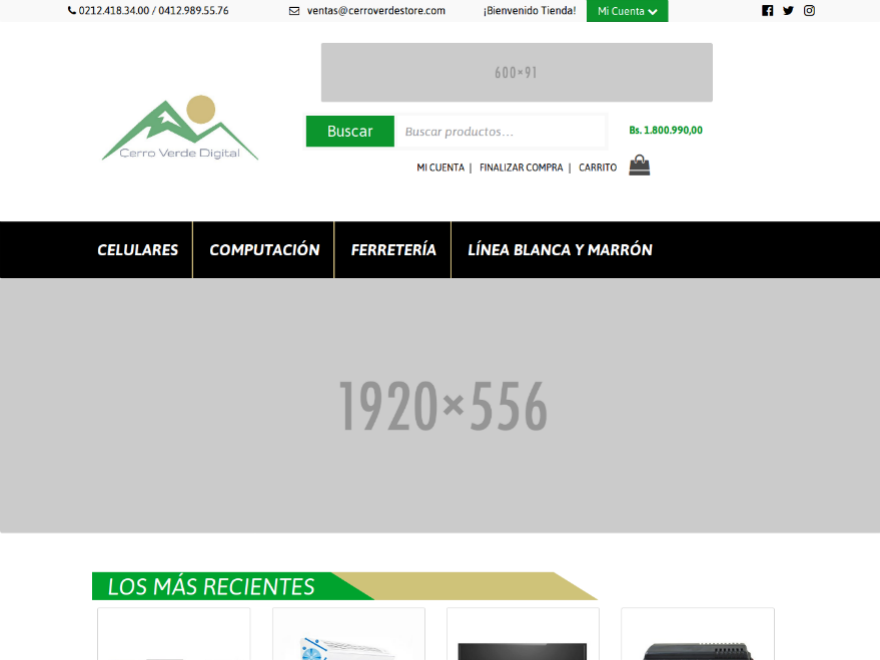 0212.418.34.00 / 0412.989.55.76
ventas@cerroverdestore.com
¡Bienvenido Tienda!
Mi Cuenta
600×91
Cerro Verde Digital
Buscar
Buscar productos...
Bs. 1.800.990,00
MI CUENTA | FINALIZAR COMPRA | CARRITO
CELULARES
COMPUTACIÓN
FERRETERÍA
LÍNEA BLANCA Y MARRÓN
1920×556
LOS MÁS RECIENTES